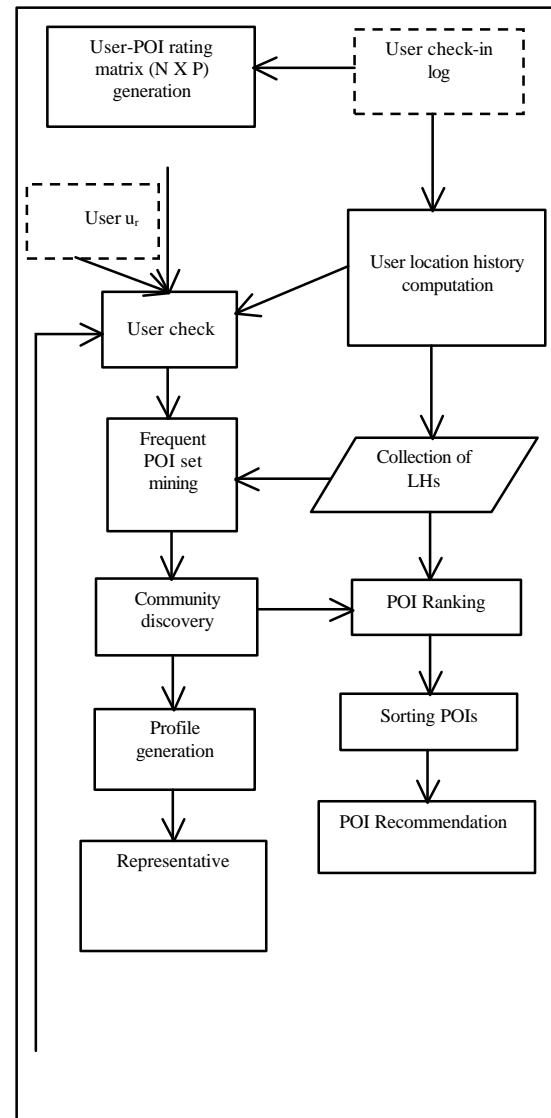 User-POI rating
matrix (N X P)
generation
User check-in
log
User uᵣ
User location history
computation
User check
Frequent
POI set
mining
Collection of
LHs
Community
discovery
POI Ranking
Profile
generation
Sorting POIs
Representative
POI Recommendation